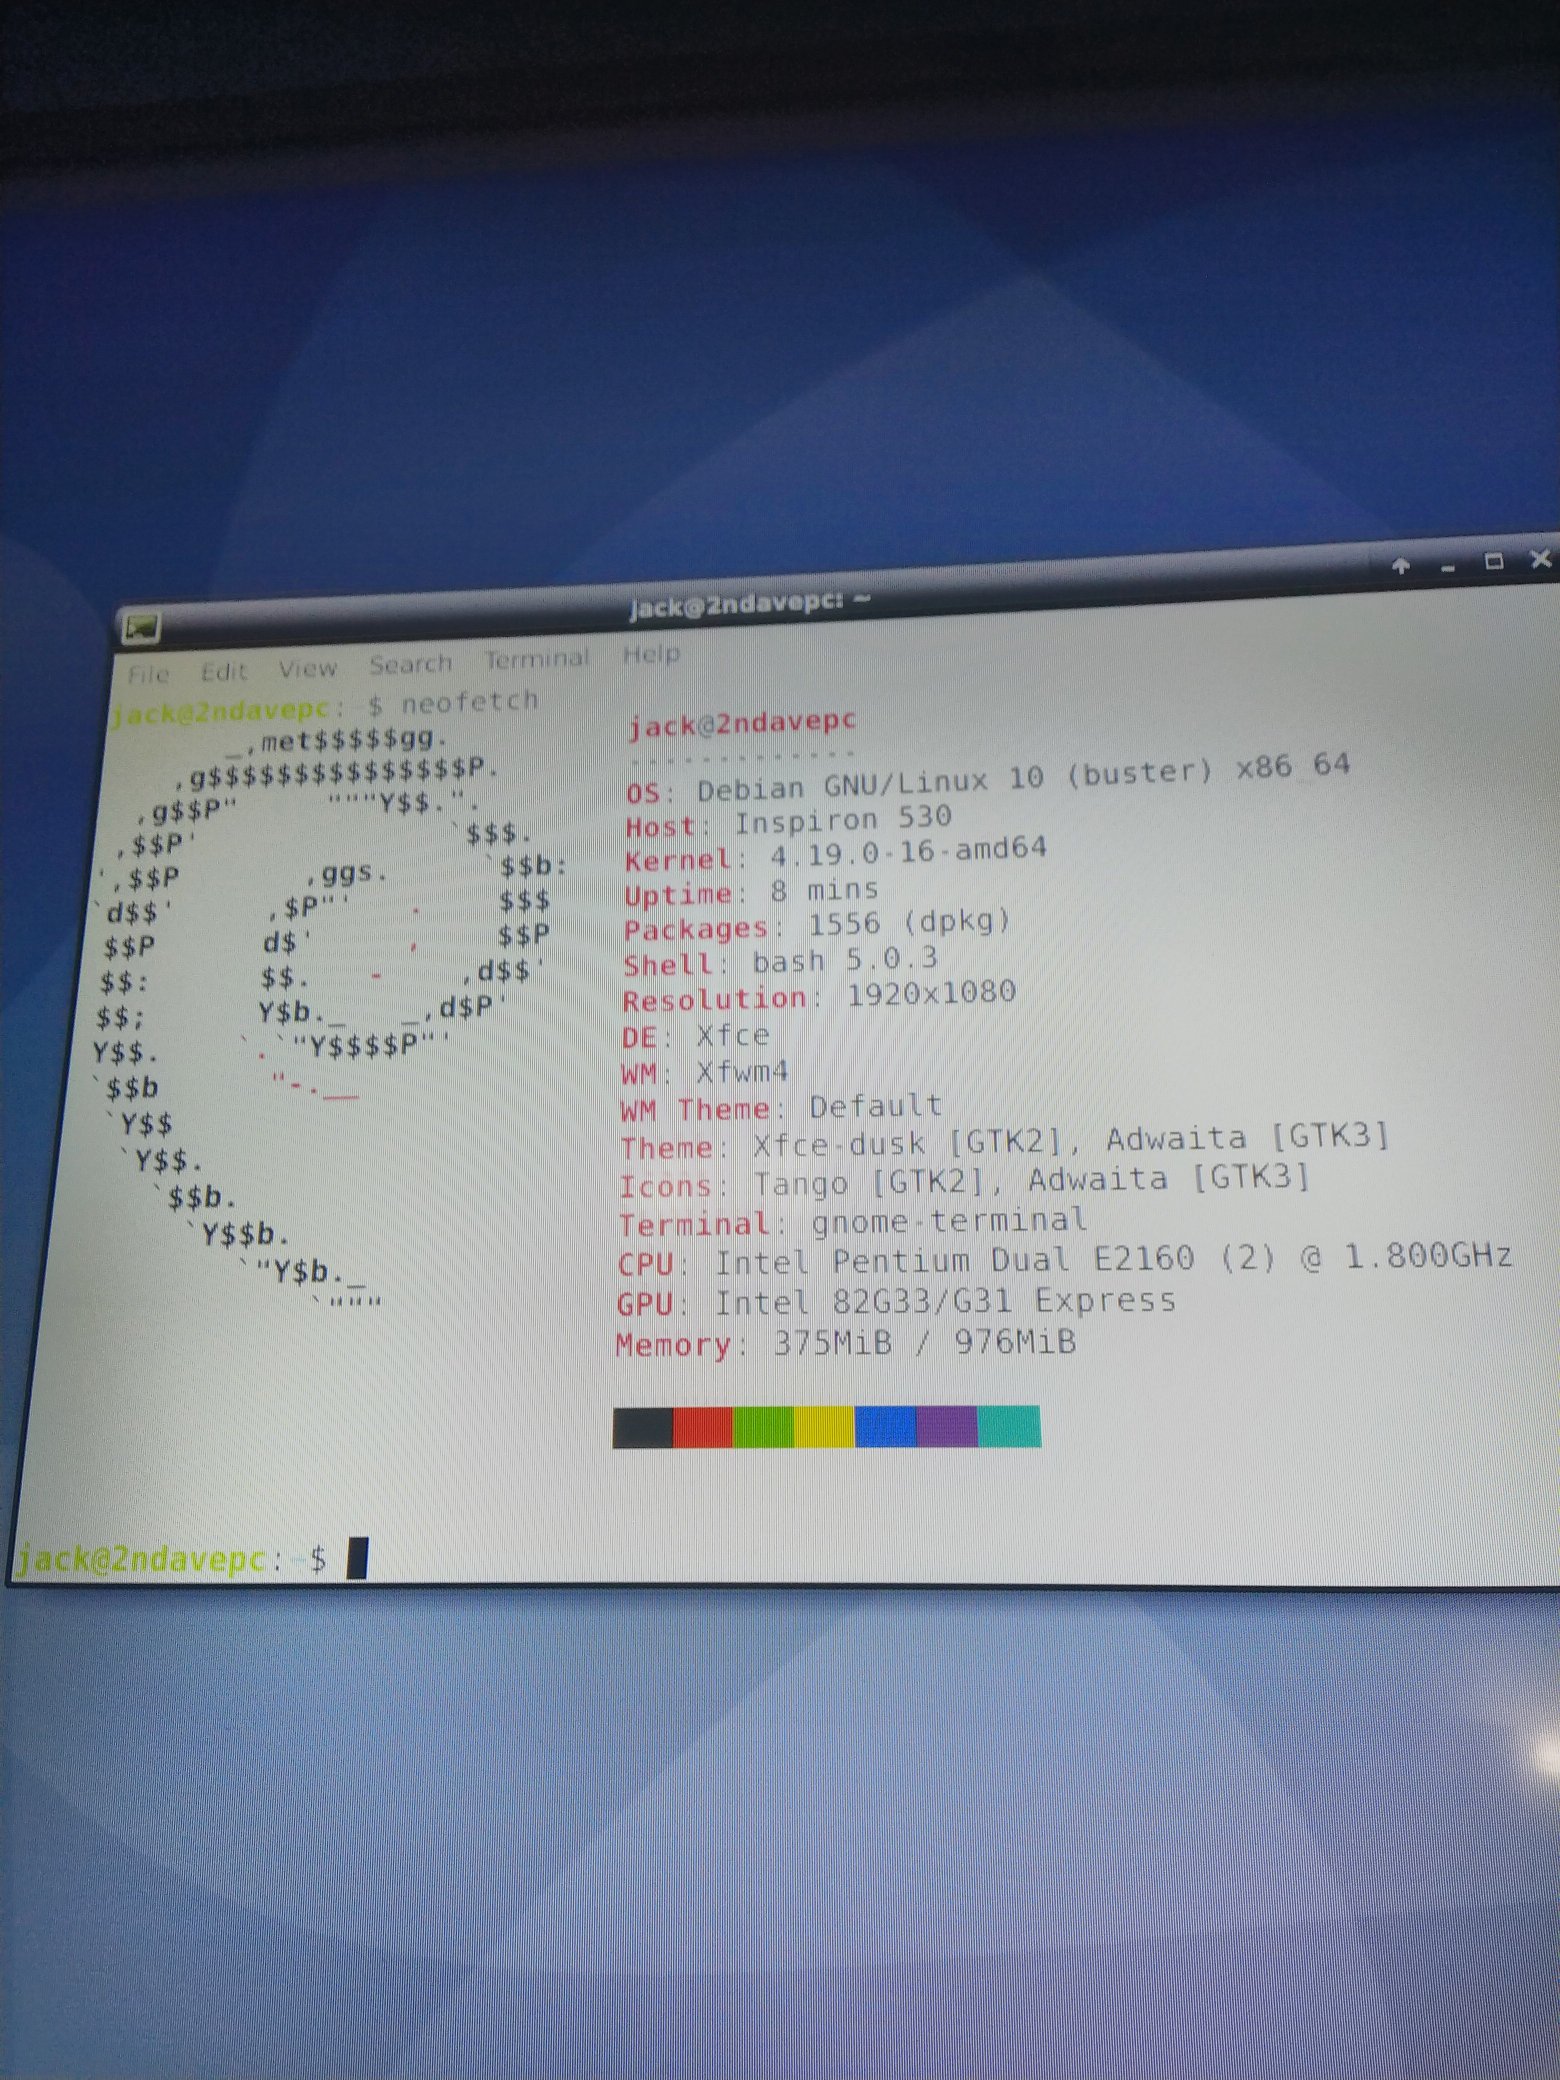 jack@2ndavepc: ~
File Edit View Search Terminal Help
jack@2ndavepc: $ neofetch
       _,met$$$$$gg.
    ,g$$$$$$$$$$$$$$$P.
  ,g$$P"     """Y$$.".
 ,$$P'              `$$$.
',$$P       ,ggs.     `$$b:
`d$$'     ,$P"'   .    $$$
 $$P      d$'     ,    $$P
 $$:      $$.   -    ,d$$'
 $$;      Y$b._   _,d$P'
 Y$$.    `.`"Y$$$$P"'
 `$$b      "-.__
  `Y$$
   `Y$$.
     `$$b.
       `Y$$b.
          `"Y$b._
              `"""
jack@2ndavepc
-------------
OS: Debian GNU/Linux 10 (buster) x86 64
Host: Inspiron 530
Kernel: 4.19.0-16-amd64
Uptime: 8 mins
Packages: 1556 (dpkg)
Shell: bash 5.0.3
Resolution: 1920x1080
DE: Xfce
WM: Xfwm4
WM Theme: Default
Theme: Xfce-dusk [GTK2], Adwaita [GTK3]
Icons: Tango [GTK2], Adwaita [GTK3]
Terminal: gnome-terminal
CPU: Intel Pentium Dual E2160 (2) @ 1.800GHz
GPU: Intel 82G33/G31 Express
Memory: 375MiB / 976MiB
jack@2ndavepc:~$